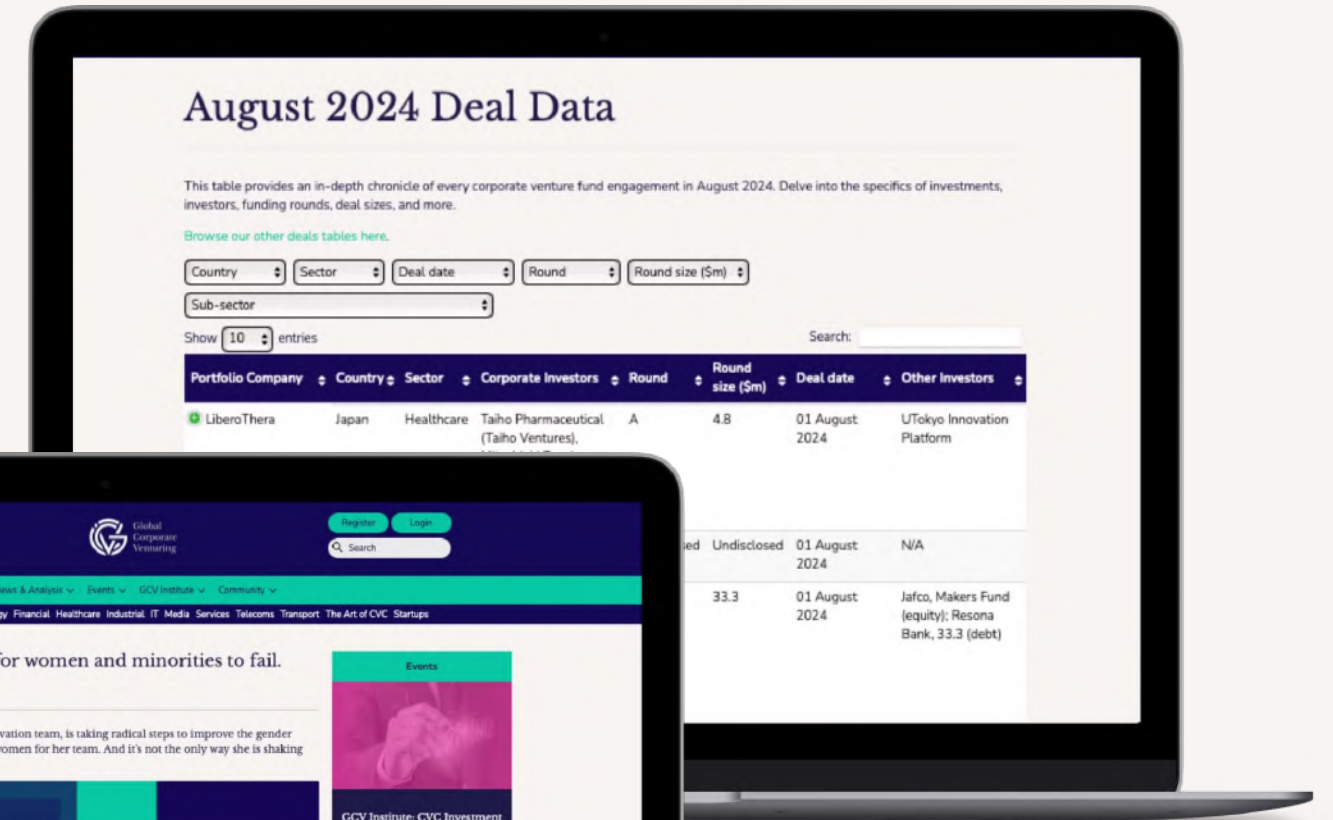 August 2024 Deal Data
This table provides an in-depth chronicle of every corporate venture fund engagement in August 2024. Delve into the specifics of investments,
investors, funding rounds, deal sizes, and more.
Browse our other deals tables here.
Country Sector Deal date Round Round size ($m)
Sub-sector
Show 10 entries Search:
Portfolio Company Country Sector Corporate Investors Round Round size ($m) Deal date Other Investors
LiberoThera Japan Healthcare Taiho Pharmaceutical A 4.8 01 August UTokyo Innovation
(Taiho Ventures), 2024 Platform
Undisclosed 01 August N/A
2024
33.3 01 August Jafco, Makers Fund
2024 (equity); Resona
Bank, 33.3 (debt)
Global
Corporate
Venturing
Register Login
Search
News & Analysis Events GCV Institute Community
Financial Healthcare Industrial IT Media Services Telecoms Transport The Art of CVC Startups
for women and minorities to fail.
Events
team, is taking radical steps to improve the gender
women for her team. And it's not the only way she is shaking
GCV Institute: CVC Investment